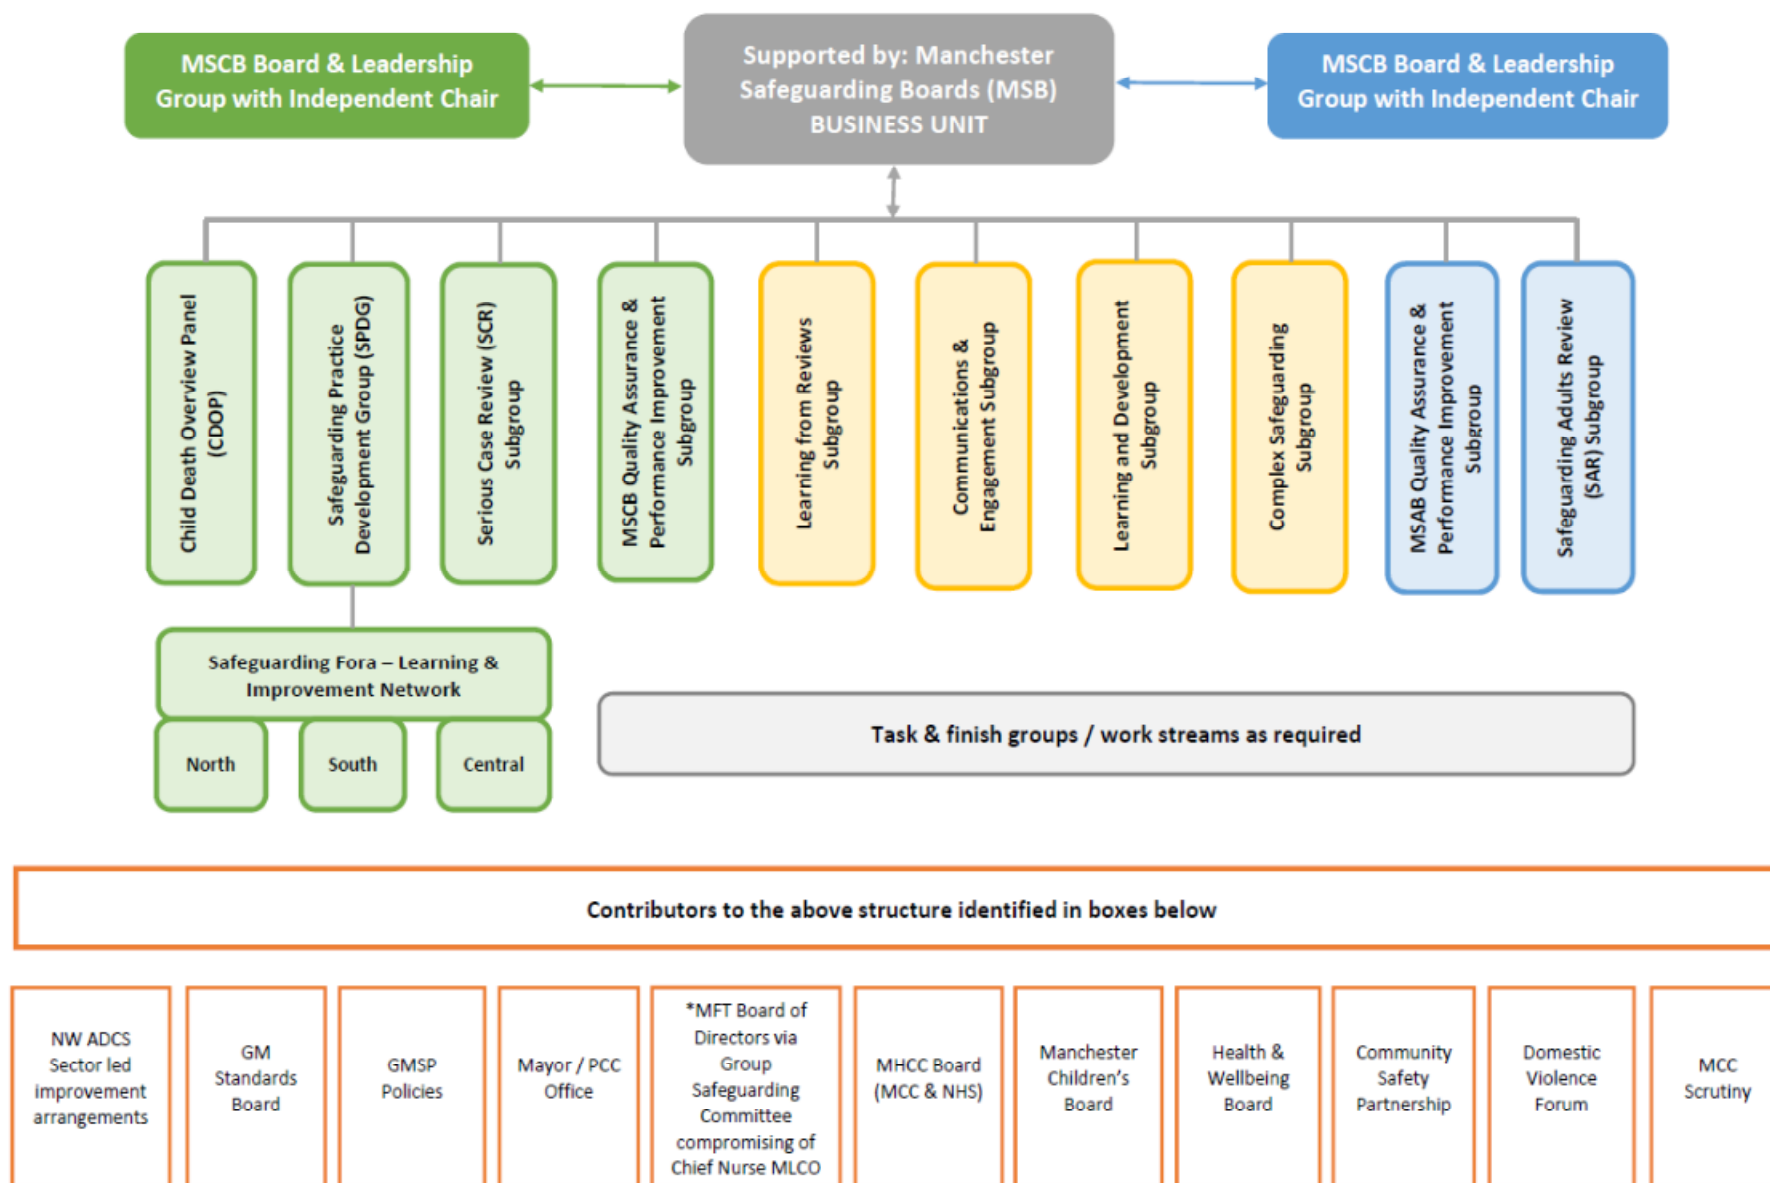 MSCB Board & Leadership
Group with Independent Chair
Supported by: Manchester
Safeguarding Boards (MSB)
BUSINESS UNIT
MSCB Board & Leadership
Group with Independent Chair
Child Death Overview Panel
(CDOP)
Safeguarding Practice
Development Group (SPDG)
Serious Case Review (SCR)
Subgroup
MSCB Quality Assurance &
Performance Improvement
Subgroup
Learning from Reviews
Subgroup
Communications &
Engagement Subgroup
Learning and Development
Subgroup
Complex Safeguarding
Subgroup
MSAB Quality Assurance &
Performance Improvement
Subgroup
Safeguarding Adults Review
(SAR) Subgroup
Safeguarding Fora – Learning &
Improvement Network
North
South
Central
Task & finish groups / work streams as required
Contributors to the above structure identified in boxes below
NW ADCS
Sector led
improvement
arrangements
GM
Standards
Board
GMSP
Policies
Mayor / PCC
Office
*MFT Board of
Directors via
Group
Safeguarding
Committee
compromising of
Chief Nurse MLCO
MHCC Board
(MCC & NHS)
Manchester
Children's
Board
Health &
Wellbeing
Board
Community
Safety
Partnership
Domestic
Violence
Forum
MCC
Scrutiny